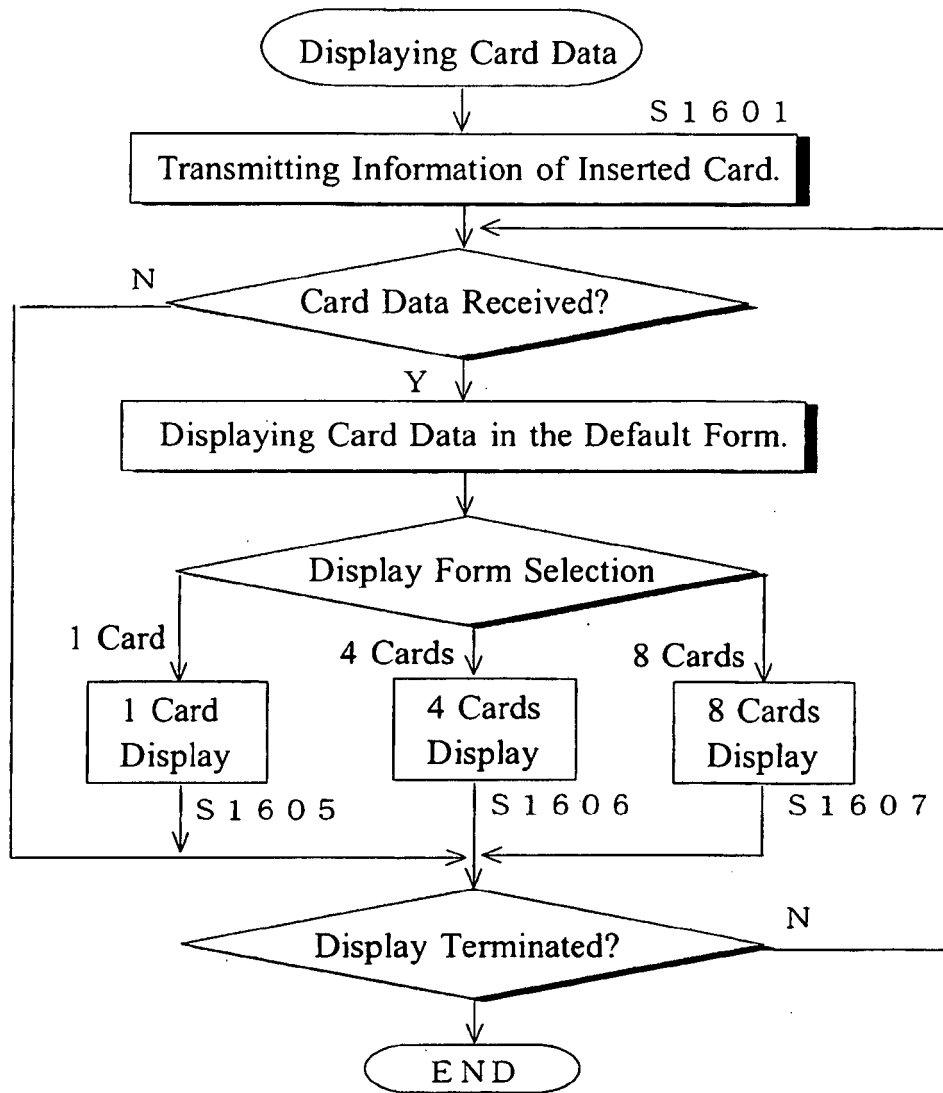 Displaying Card Data
S1601
Transmitting Information of Inserted Card.
N
Card Data Received?
Y
Displaying Card Data in the Default Form.
Display Form Selection
1 Card
4 Cards
8 Cards
1 Card
Display
4 Cards
Display
8 Cards
Display
S1605
S1606
S1607
N
Display Terminated?
END